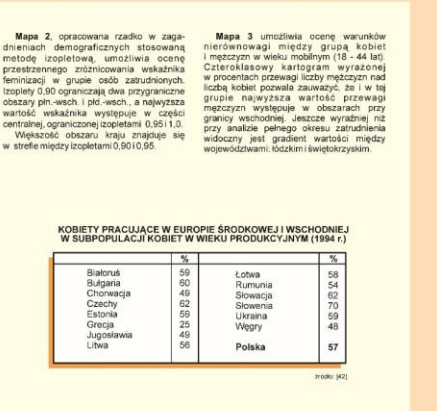 Mapa 2, opracowana rzadko w zaga-
dnieniach demograficznych stosowaną
metodę izopletową, umożliwia ocenę
przestrzennego zróżnicowania wskaźnika
feminizacji w grupie osób zatrudnionych.
Izoplety 0,90 ograniczają dwa przygraniczne
obszary płn.-wsch. i płd.-wsch., a najwyższa
wartość wskaźnika występuje w części
centralnej, ograniczonej izopletami 0,95 i 1,0.
Większość obszaru kraju znajduje się
w strefie między izopletami 0,90 i 0,95.
Mapa 3 umożliwia ocenę warunków
nierównowagi między grupą kobiet
i mężczyzn w wieku mobilnym (18 - 44 lat).
Czteroklasowy kartogram wyrażonej
w procentach przewagi liczby mężczyzn nad
liczbą kobiet pozwala zauważyć, że i w tej
grupie najwyższa wartość przewagi
mężczyzn występuje w obszarach przy
granicy wschodniej. Jeszcze wyraźniej niż
przy analizie pełnego okresu zatrudnienia
widoczny jest gradient wartości między
województwami: łódzkim i świętokrzyskim.
KOBIETY PRACUJĄCE W EUROPIE ŚRODKOWEJ I WSCHODNIEJ
W SUBPOPULACJI KOBIET W WIEKU PRODUKCYJNYM (1994 r.)
% %
Białoruś 59 Łotwa 58
Bułgaria 60 Rumunia 54
Chorwacja 49 Słowacja 62
Czechy 62 Słowenia 70
Estonia 59 Ukraina 59
Grecja 25 Węgry 48
Jugosławia 49
Litwa 56 Polska 57
źródło: [42]